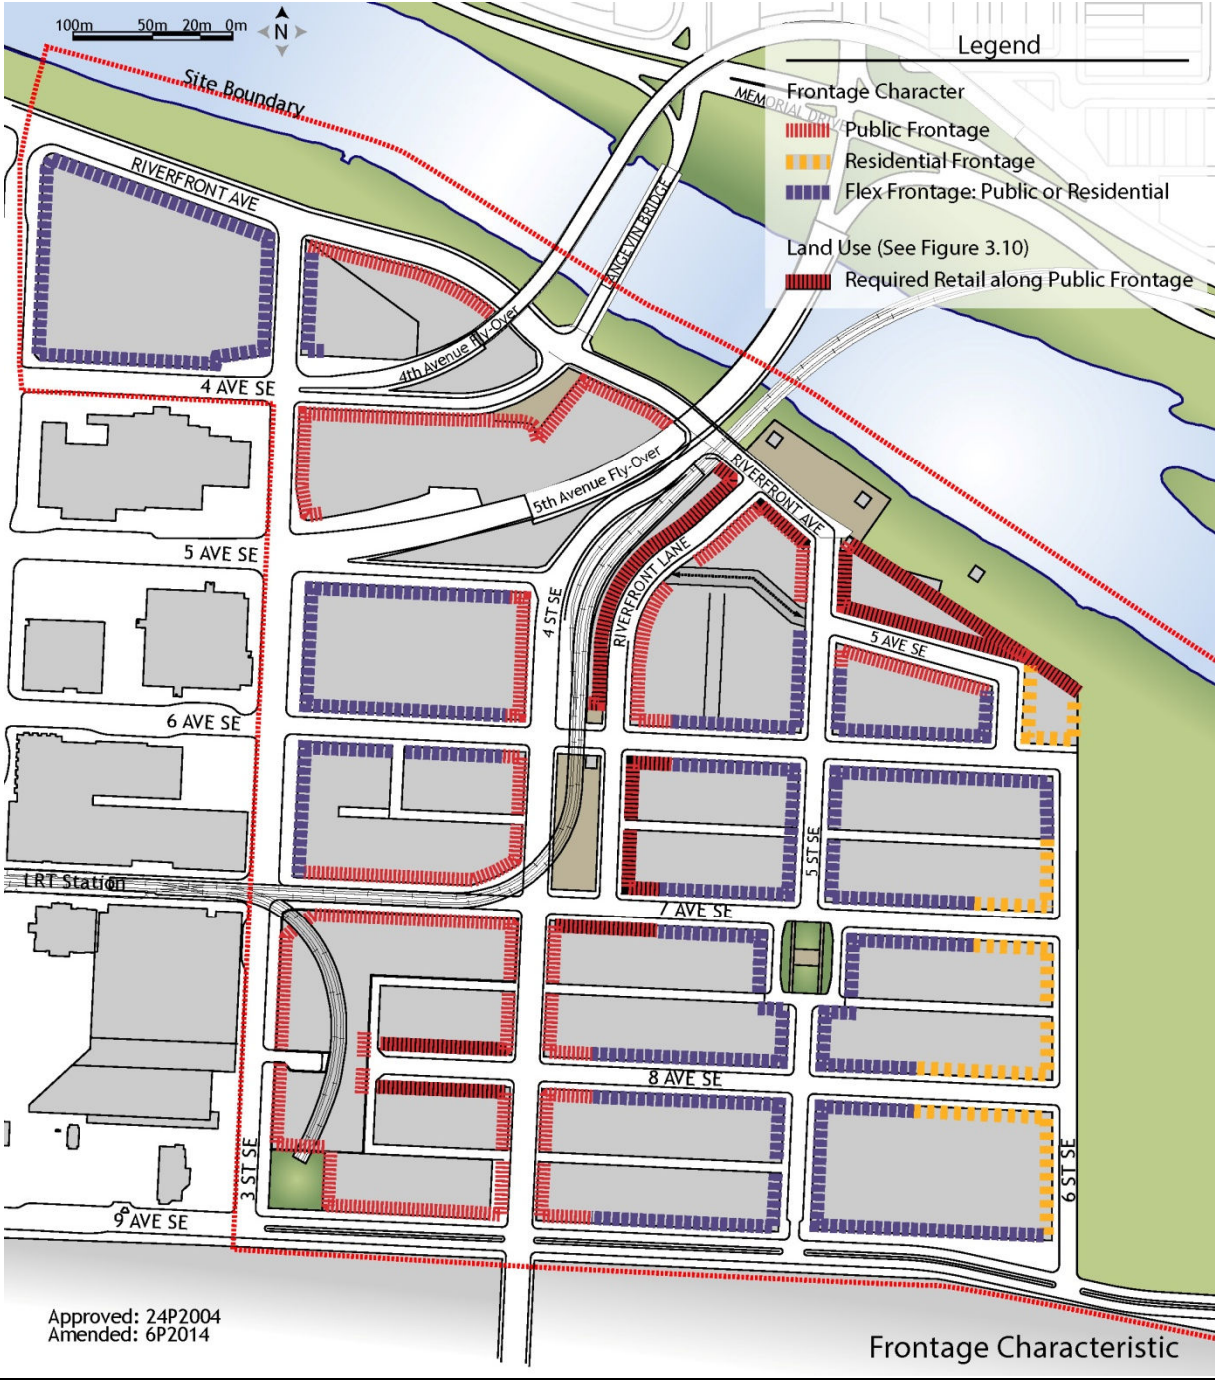 100m 50m 20m 0m
N
Legend
Frontage Character
Public Frontage
Residential Frontage
Flex Frontage: Public or Residential
Land Use (See Figure 3.10)
Required Retail along Public Frontage
MEMORIAL DRIVE
Site Boundary
RIVERFRONT AVE
LANGEVIN BRIDGE
4th Avenue Fly-Over
4 AVE SE
5th Avenue Fly-Over
RIVERFRONT AVE
5 AVE SE
RIVERFRONT LANE
4 ST SE
5 AVE SE
6 AVE SE
5 ST SE
LRT Station
7 AVE SE
8 AVE SE
3 ST SE
6 ST SE
9 AVE SE
Approved: 24P2004
Amended: 6P2014
Frontage Characteristic